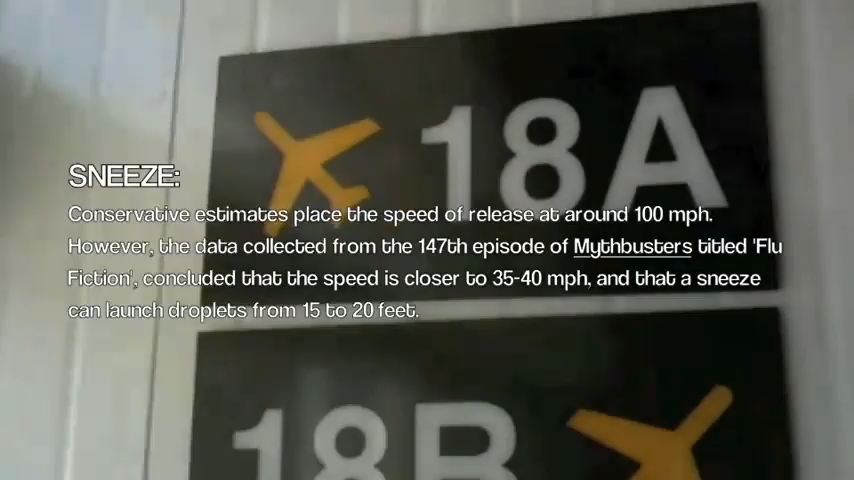 18A
SNEEZE:
Conservative estimates place the speed of release at around 100 mph.
However, the data collected from the 147th episode of Mythbusters titled 'Flu
Fiction', concluded that the speed is closer to 35-40 mph, and that a sneeze
can launch droplets from 15 to 20 feet.
18B